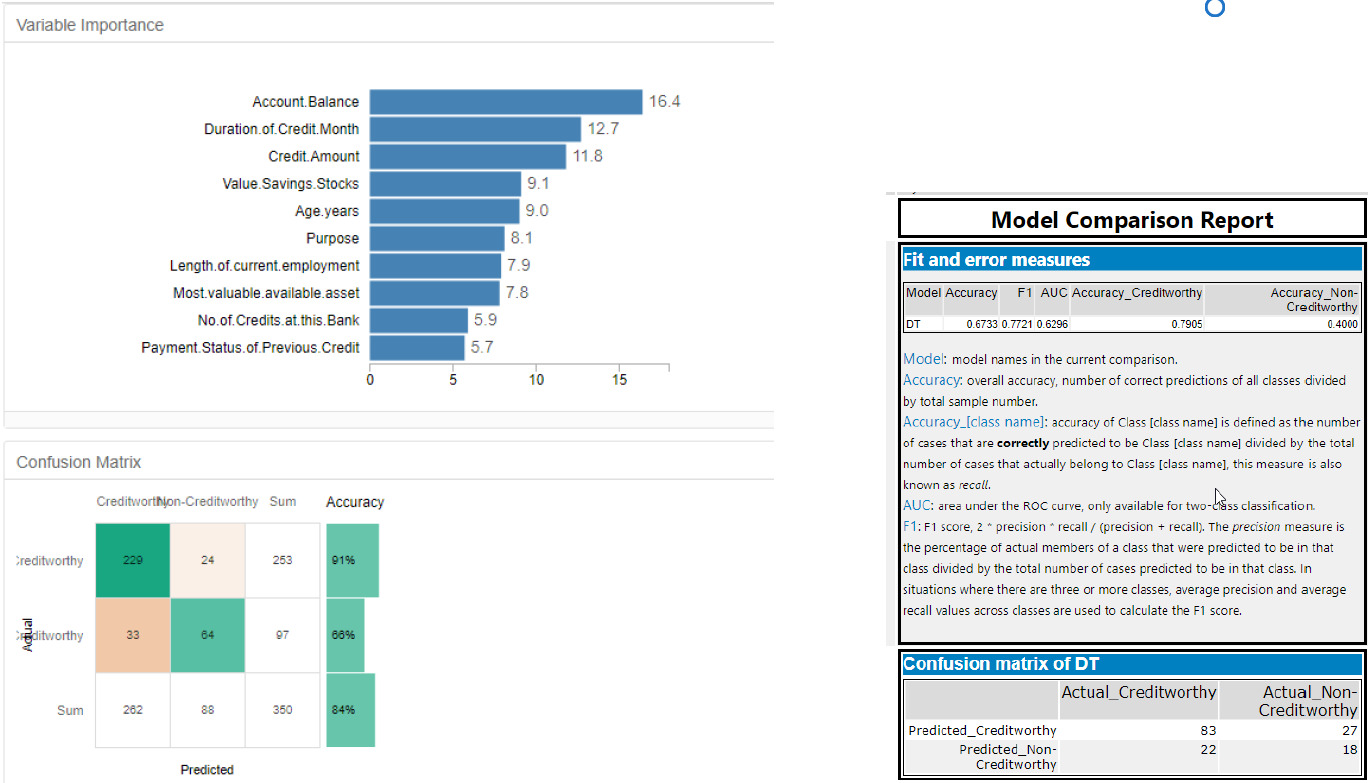 Variable Importance
Account.Balance 16.4
Duration.of.Credit.Month 12.7
Credit.Amount 11.8
Value.Savings.Stocks 9.1
Age.years 9.0
Purpose 8.1
Length.of.current.employment 7.9
Most.valuable.available.asset 7.8
No.of.Credits.at.this.Bank 5.9
Payment.Status.of.Previous.Credit 5.7
0 5 10 15
Confusion Matrix
Creditworthy Non-Creditworthy Sum Accuracy
Creditworthy 229 24 253 91%
Actual
ditworthy 33 64 97 66%
Sum 262 88 350 84%
Predicted
Model Comparison Report
Fit and error measures
Model Accuracy F1 AUC Accuracy_Creditworthy Accuracy_Non-
Creditworthy
DT 0.6733 0.7721 0.6296 0.7905 0.4000
Model: model names in the current comparison.
Accuracy: overall accuracy, number of correct predictions of all classes divided
by total sample number.
Accuracy_[class name]: accuracy of Class [class name] is defined as the number
of cases that are correctly predicted to be Class [class name] divided by the total
number of cases that actually belong to Class [class name], this measure is also
known as recall.
AUC: area under the ROC curve, only available for two-class classification.
F1: F1 score, 2 * precision * recall / (precision + recall). The precision measure is
the percentage of actual members of a class that were predicted to be in that
class divided by the total number of cases predicted to be in that class. In
situations where there are three or more classes, average precision and average
recall values across classes are used to calculate the F1 score.
Confusion matrix of DT
Actual_Creditworthy Actual_Non-
Creditworthy
Predicted_Creditworthy 83 27
Predicted_Non- 22 18
Creditworthy